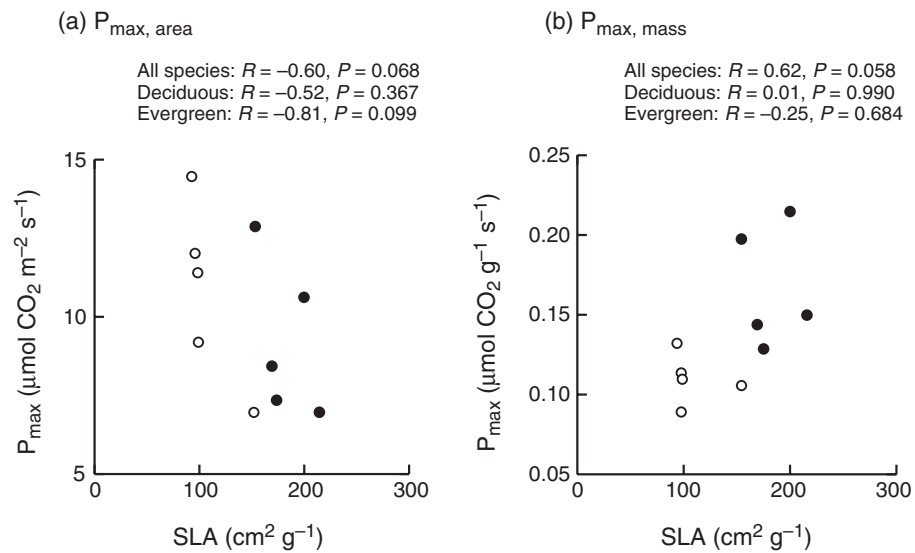 (a) Pmax, area
All species: R = –0.60, P = 0.068
Deciduous: R = –0.52, P = 0.367
Evergreen: R = –0.81, P = 0.099
15
10
5
Pmax (μmol CO2 m−2 s−1)
0
100
200
300
SLA (cm2 g–1)
(b) Pmax, mass
All species: R = 0.62, P = 0.058
Deciduous: R = 0.01, P = 0.990
Evergreen: R = –0.25, P = 0.684
0.25
0.20
0.15
0.10
0.05
Pmax (μmol CO2 g−1 s−1)
0
100
200
300
SLA (cm2 g–1)